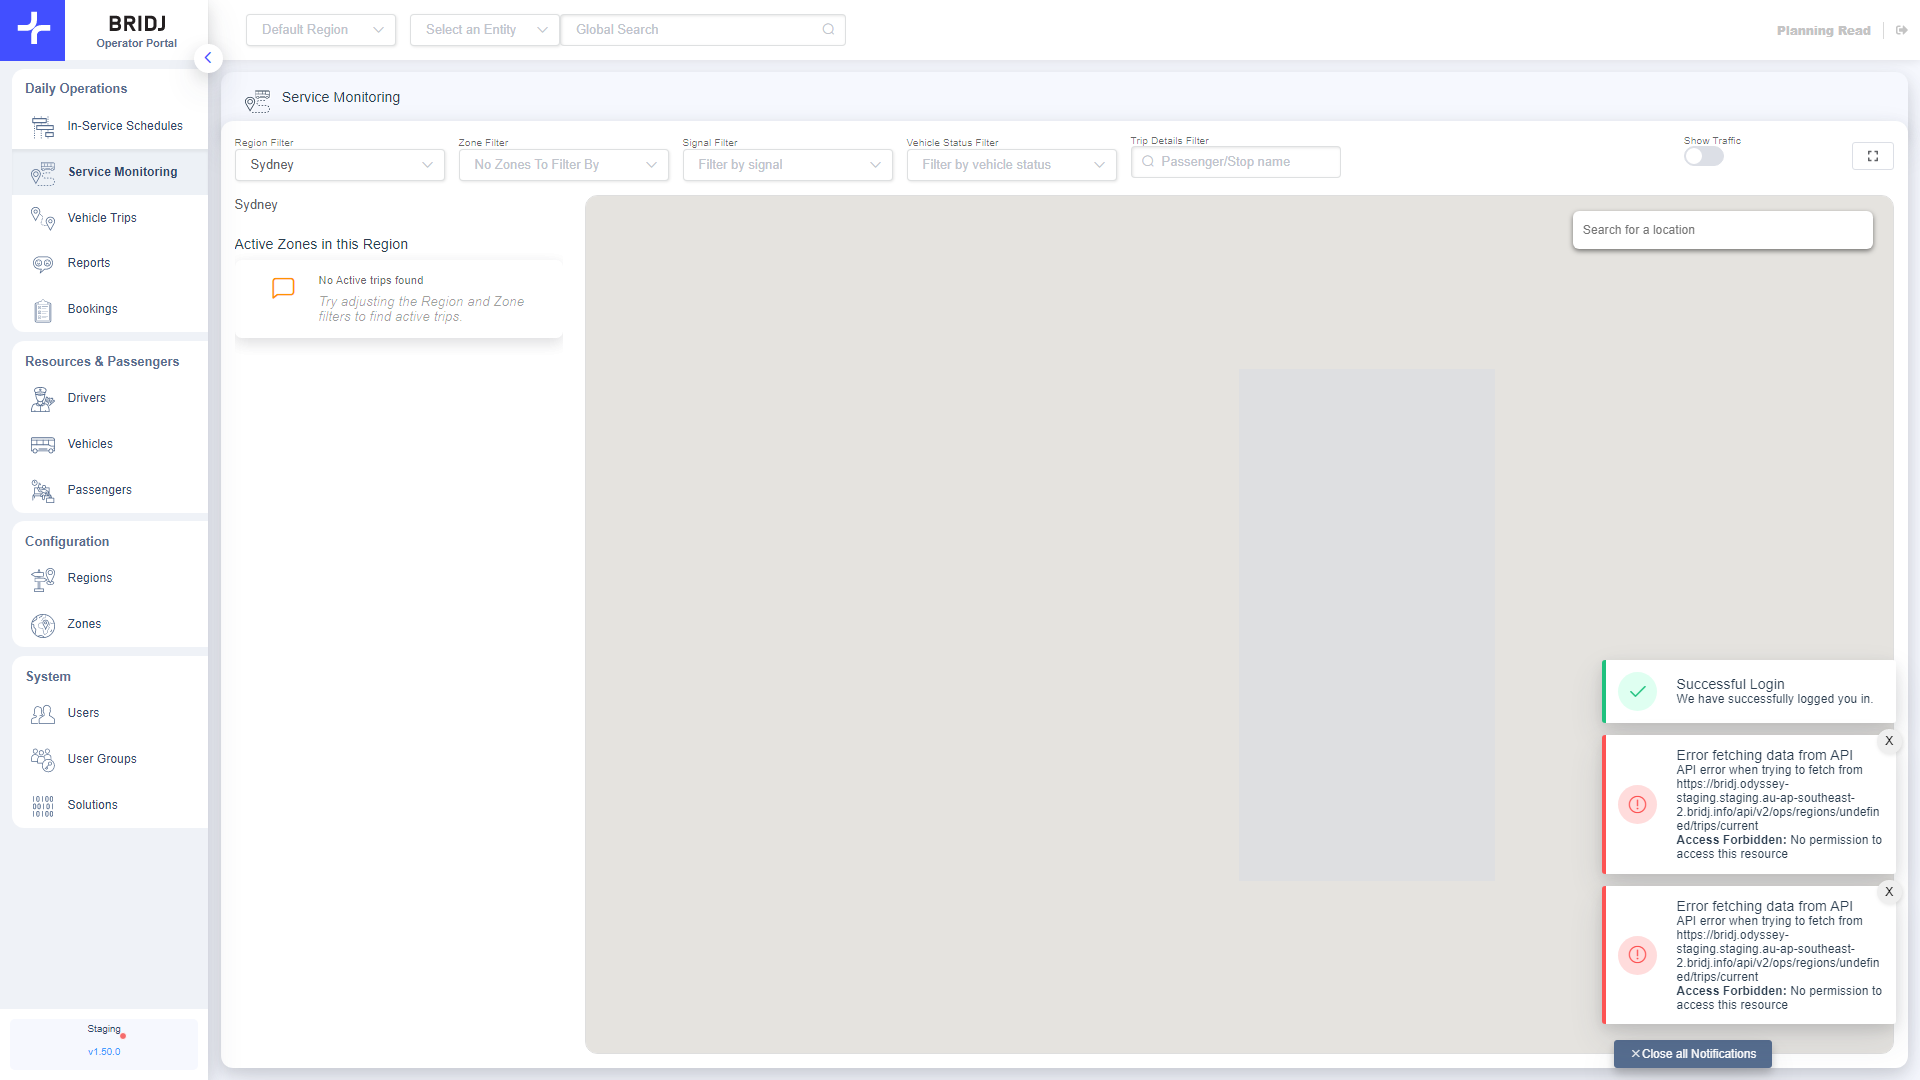 BRIDJ
Operator Portal
Default Region
Select an Entity
Global Search
Planning Read
Daily Operations
In-Service Schedules
Service Monitoring
Vehicle Trips
Reports
Bookings
Resources & Passengers
Drivers
Vehicles
Passengers
Configuration
Regions
Zones
System
Users
User Groups
Solutions
Staging
v1.50.0
Service Monitoring
Region Filter
Sydney
Zone Filter
No Zones To Filter By
Signal Filter
Filter by signal
Vehicle Status Filter
Filter by vehicle status
Trip Details Filter
Passenger/Stop name
Show Traffic
Sydney
Active Zones in this Region
No Active trips found
Try adjusting the Region and Zone
filters to find active trips.
Search for a location
Successful Login
We have successfully logged you in.
X
Error fetching data from API
API error when trying to fetch from
https://bridj.odyssey-
staging.staging.au-ap-southeast-
2.bridj.info/api/v2/ops/regions/undefin
ed/trips/current
Access Forbidden: No permission to
access this resource
X
Error fetching data from API
API error when trying to fetch from
https://bridj.odyssey-
staging.staging.au-ap-southeast-
2.bridj.info/api/v2/ops/regions/undefin
ed/trips/current
Access Forbidden: No permission to
access this resource
✕Close all Notifications